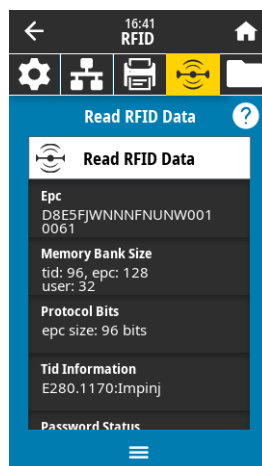 16:41
RFID
Read RFID Data
?
Read RFID Data
Epc
D8E5FJWNNNFNUNW001
0061
Memory Bank Size
tid: 96, epc: 128
user: 32
Protocol Bits
epc size: 96 bits
Tid Information
E280.1170:Impinj
Password Status